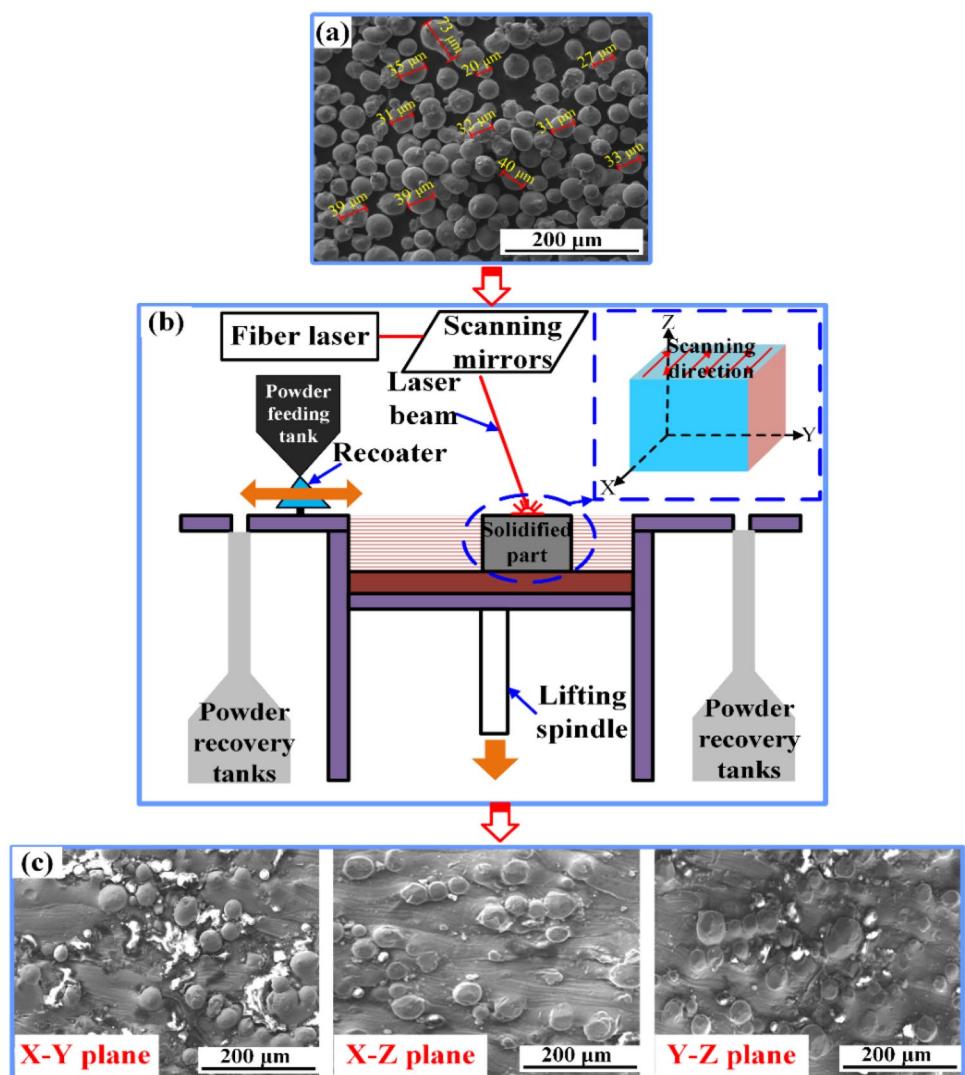 (a)
73 μm
35 μm
20 μm
27 μm
31 μm
32 μm
31 μm
33 μm
40 μm
39 μm
39 μm
200 μm
(b)
Fiber laser
Scanning
mirrors
Laser
beam
Powder
feeding
tank
Recoater
Z
Scanning
direction
Y
X
Solidified
part
Lifting
spindle
Powder
recovery
tanks
Powder
recovery
tanks
(c)
X-Y plane
200 μm
X-Z plane
200 μm
Y-Z plane
200 μm